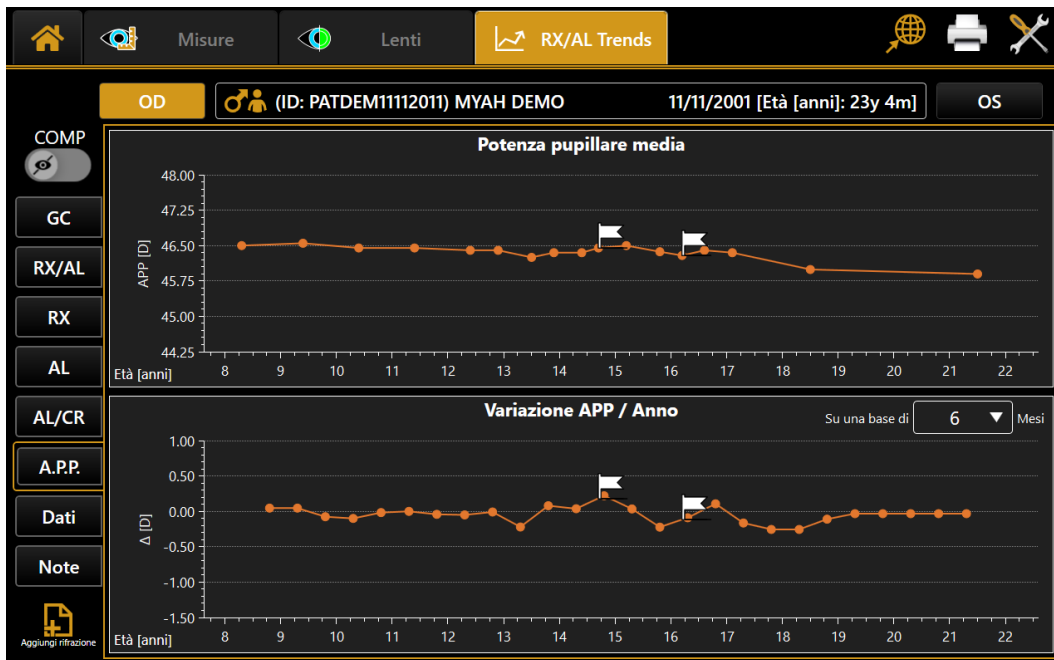 Measure
Lenti
RX/AL Trends
OD
(ID: PATDEM11112011) MYAH DEMO 11/11/2001 [Età [anni]: 23y 4m]
OS
COMP
GC
RX/AL
RX
AL
AL/CR
A.P.P.
Dati
Note
Aggiungi rifrazione
Potenza pupillare media
APP [D]
48.00
47.25
46.50
45.75
45.00
44.25
Età [anni] 8 9 10 11 12 13 14 15 16 17 18 19 20 21 22
Variazione APP / Anno
Su una base di 6 Mesi
Δ [D]
1.00
0.50
0.00
-0.50
-1.00
-1.50
Età [anni] 8 9 10 11 12 13 14 15 16 17 18 19 20 21 22